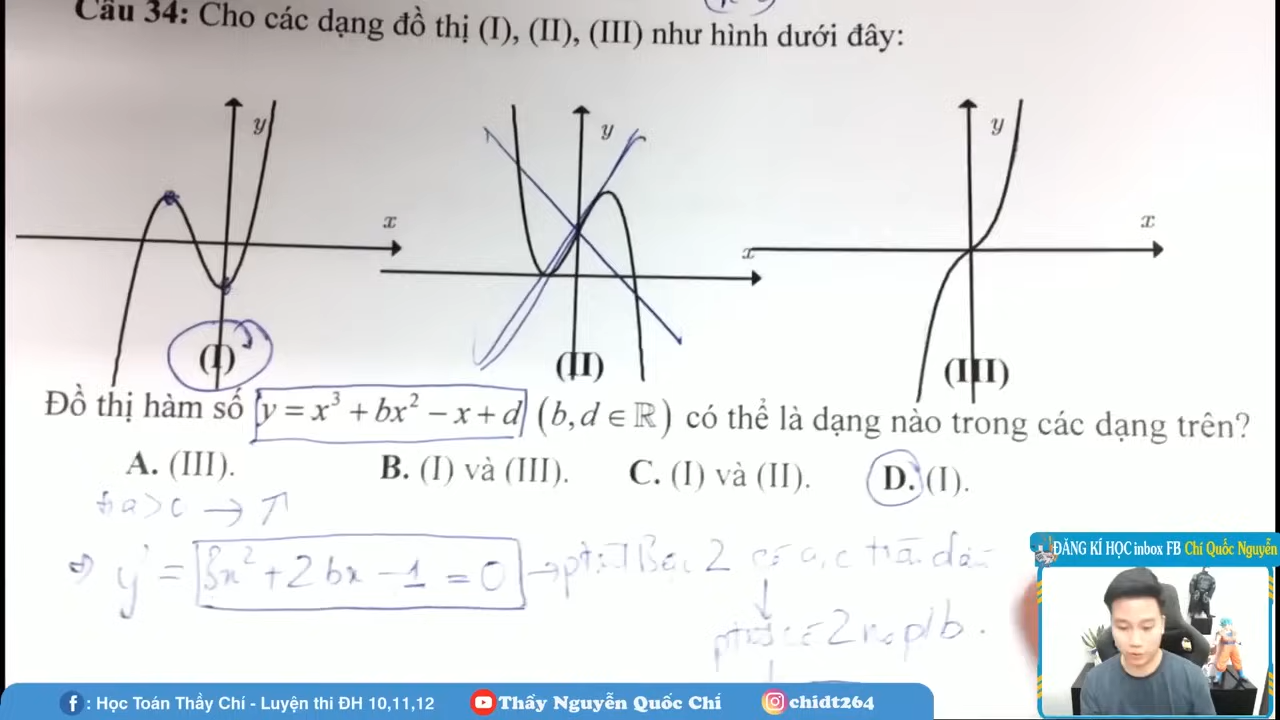 Câu 34: Cho các dạng đồ thị (I), (II), (III) như hình dưới đây:
y
x
(I)
y
x
(II)
y
x
(III)
Đồ thị hàm số y = x³ + bx² − x + d (b, d ∈ ℝ) có thể là dạng nào trong các dạng trên?
A. (III). B. (I) và (III). C. (I) và (II). D. (I).
y' = 3x² + 2bx − 1 = 0
ĐĂNG KÍ HỌC inbox FB Chí Quốc Nguyễn
: Học Toán Thầy Chí - Luyện thi ĐH 10,11,12
Thầy Nguyễn Quốc Chí
chidt264